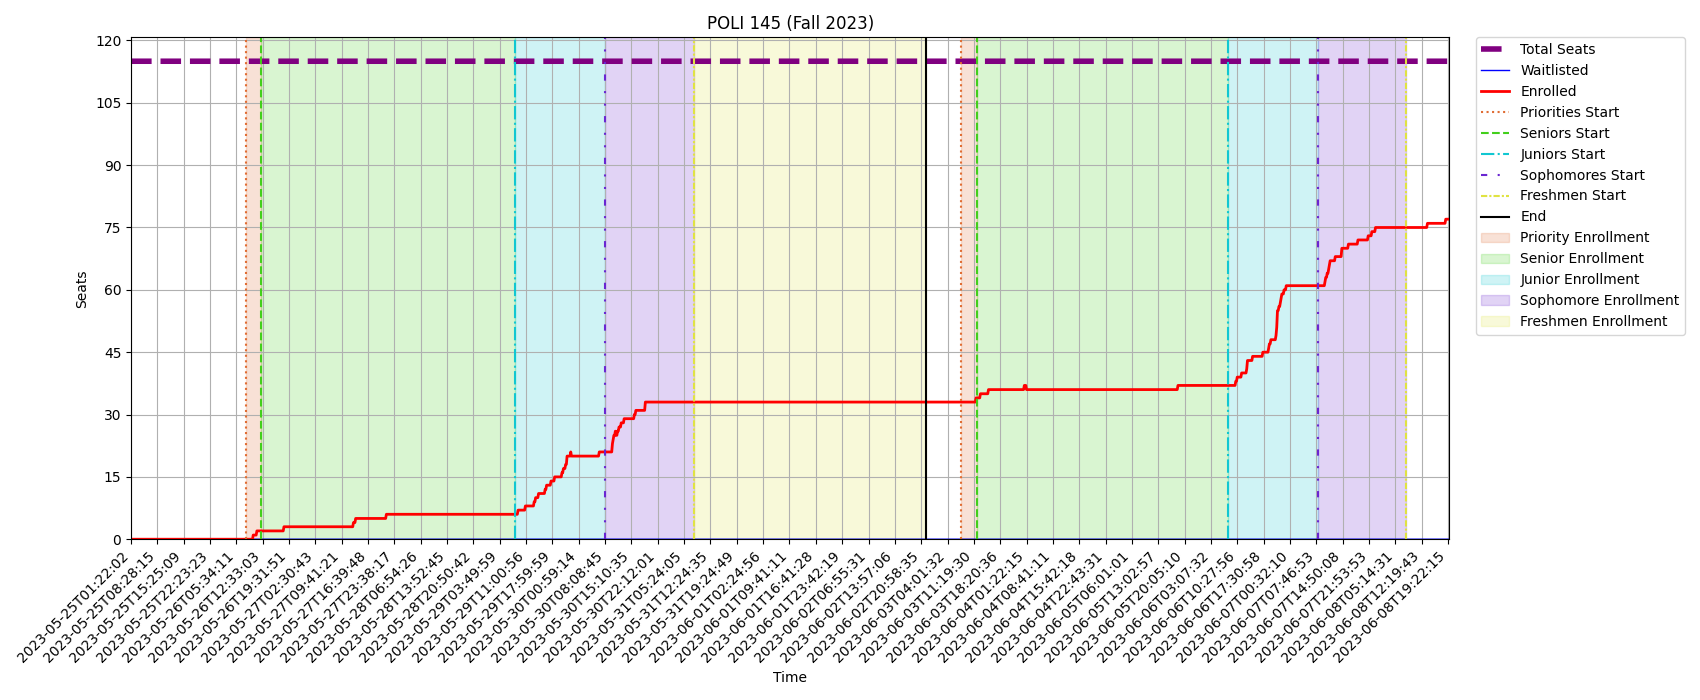 POLI 145 (Fall 2023)
120
105
90
75
60
45
30
15
0
Seats
2023-05-25T01:22:02
2023-05-25T08:28:15
2023-05-25T15:25:09
2023-05-25T22:23:23
2023-05-26T05:34:11
2023-05-26T12:33:03
2023-05-26T19:31:51
2023-05-27T02:30:43
2023-05-27T09:41:21
2023-05-27T16:39:48
2023-05-27T23:38:17
2023-05-28T06:54:26
2023-05-28T13:52:45
2023-05-28T20:50:42
2023-05-29T03:49:59
2023-05-29T11:00:56
2023-05-29T17:59:59
2023-05-30T00:59:14
2023-05-30T08:08:45
2023-05-30T15:10:35
2023-05-30T22:12:01
2023-05-31T05:24:05
2023-05-31T12:24:35
2023-05-31T19:24:49
2023-06-01T02:24:56
2023-06-01T09:41:11
2023-06-01T16:41:28
2023-06-01T23:42:19
2023-06-02T06:55:31
2023-06-02T13:57:06
2023-06-02T20:58:35
2023-06-03T04:01:32
2023-06-03T11:19:30
2023-06-03T18:20:36
2023-06-04T01:22:15
2023-06-04T08:41:11
2023-06-04T15:42:18
2023-06-04T22:43:31
2023-06-05T06:01:01
2023-06-05T13:02:57
2023-06-05T20:05:10
2023-06-06T03:07:32
2023-06-06T10:27:56
2023-06-06T17:30:58
2023-06-07T00:32:10
2023-06-07T07:46:53
2023-06-07T14:50:08
2023-06-07T21:53:53
2023-06-08T05:14:31
2023-06-08T12:19:43
2023-06-08T19:22:15
Time
Total Seats
Waitlisted
Enrolled
Priorities Start
Seniors Start
Juniors Start
Sophomores Start
Freshmen Start
End
Priority Enrollment
Senior Enrollment
Junior Enrollment
Sophomore Enrollment
Freshmen Enrollment